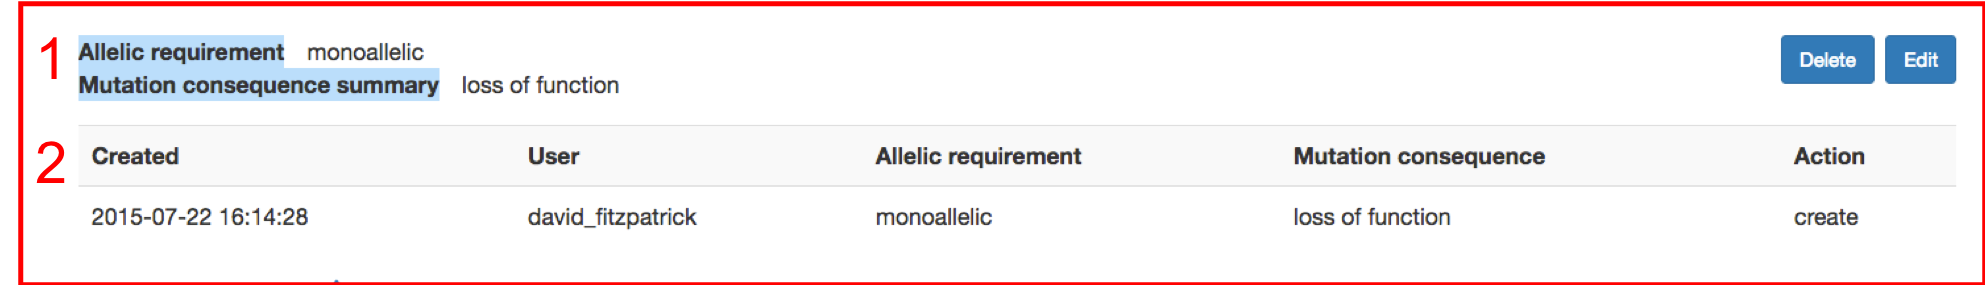 1 Allelic requirement monoallelic Delete Edit
Mutation consequence summary loss of function
2 Created User Allelic requirement Mutation consequence Action
2015-07-22 16:14:28 david_fitzpatrick monoallelic loss of function create